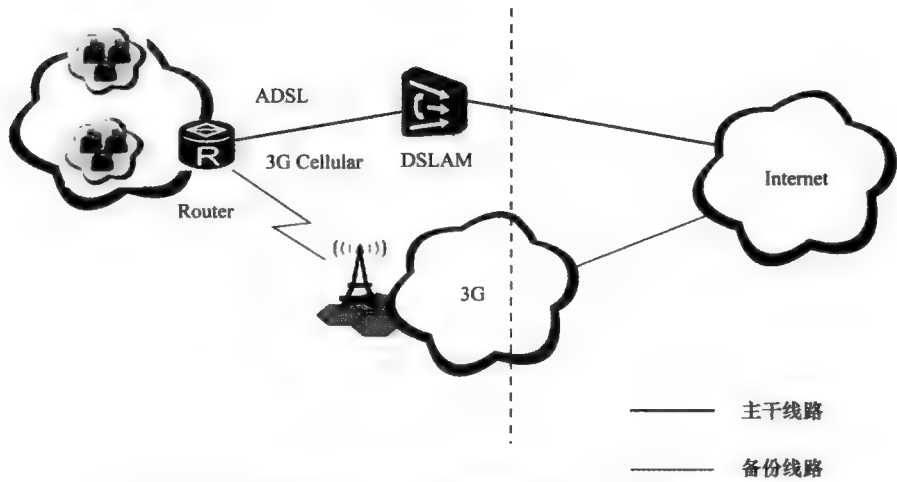 ADSL
3G Cellular
DSLAM
R
Router
Internet
3G
主干线路
备份线路